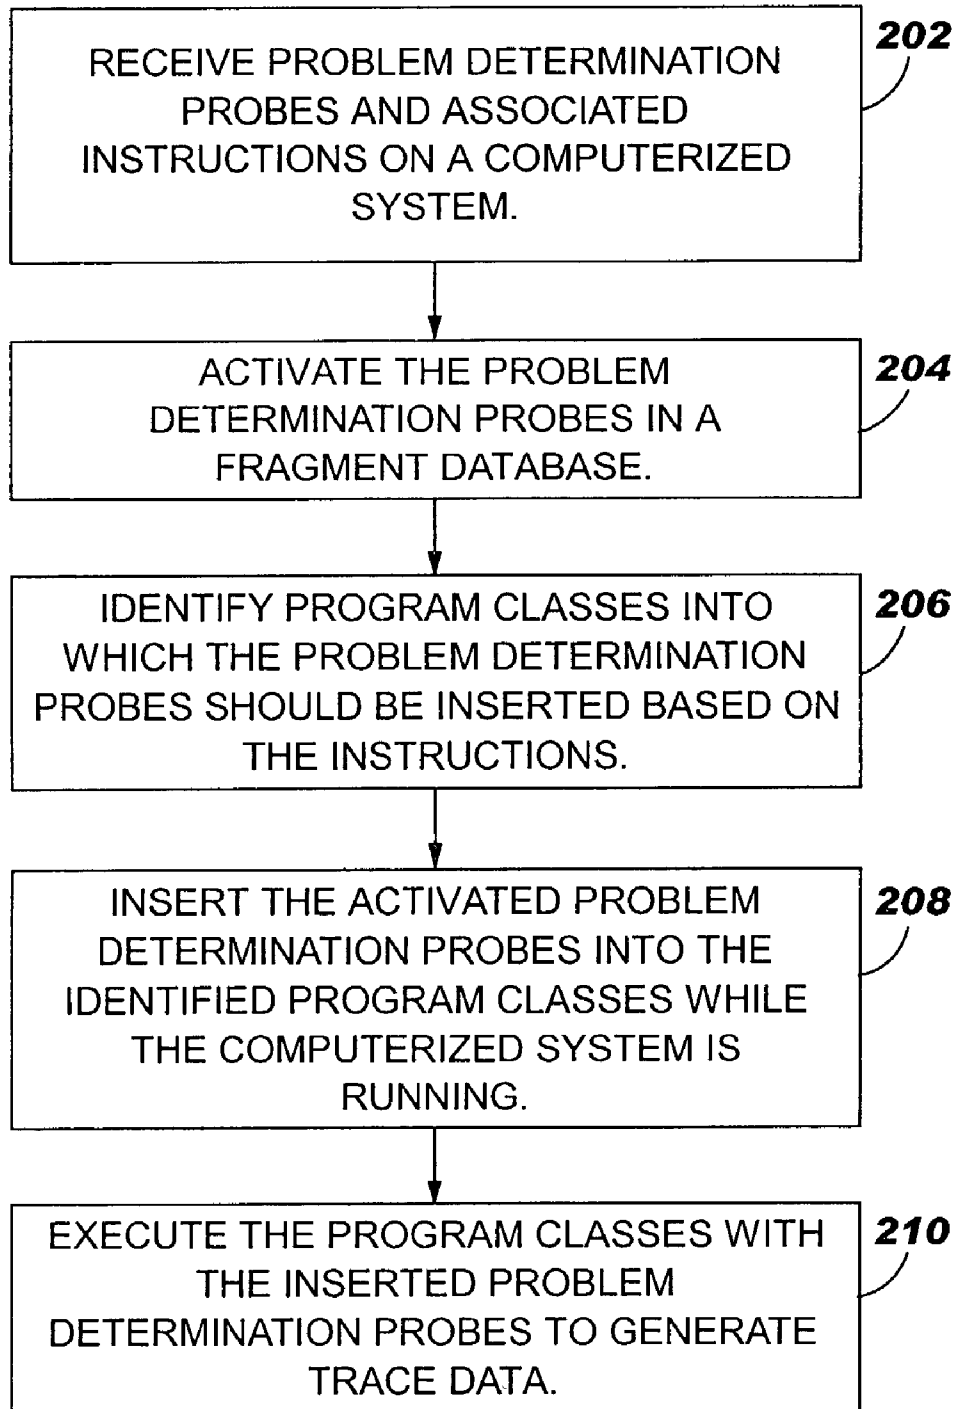 RECEIVE PROBLEM DETERMINATION
PROBES AND ASSOCIATED
INSTRUCTIONS ON A COMPUTERIZED
SYSTEM.
202
ACTIVATE THE PROBLEM
DETERMINATION PROBES IN A
FRAGMENT DATABASE.
204
IDENTIFY PROGRAM CLASSES INTO
WHICH THE PROBLEM DETERMINATION
PROBES SHOULD BE INSERTED BASED ON
THE INSTRUCTIONS.
206
INSERT THE ACTIVATED PROBLEM
DETERMINATION PROBES INTO THE
IDENTIFIED PROGRAM CLASSES WHILE
THE COMPUTERIZED SYSTEM IS
RUNNING.
208
EXECUTE THE PROGRAM CLASSES WITH
THE INSERTED PROBLEM
DETERMINATION PROBES TO GENERATE
TRACE DATA.
210